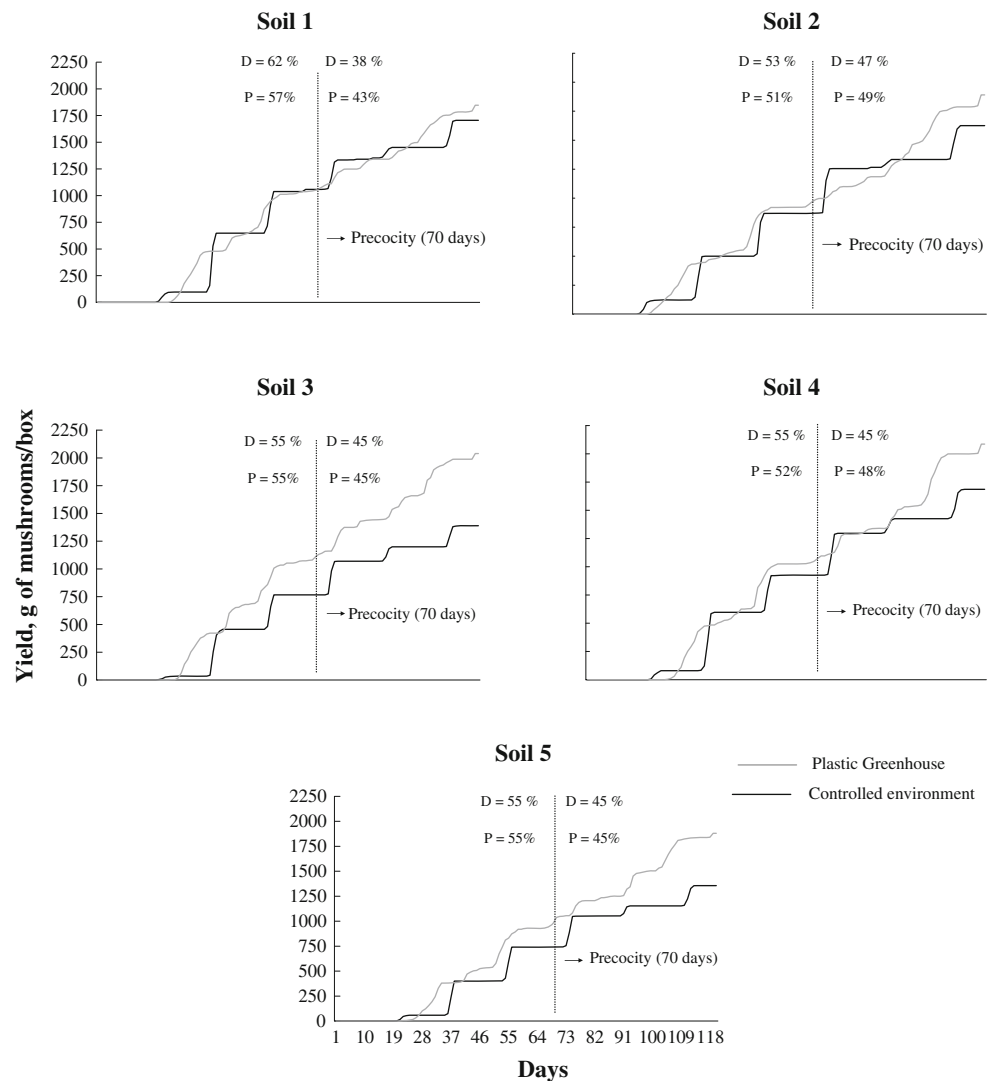 Soil 1
Soil 2
D = 62 % D = 38 %
P = 57% P = 43%
D = 53 % D = 47 %
P = 51% P = 49%
2250
2000
1750
1500
1250
1000
750
500
250
0
→ Precocity (70 days)
→ Precocity (70 days)
Soil 3
Soil 4
Yield, g of mushrooms/box
D = 55 % D = 45 %
P = 55% P = 45%
D = 55 % D = 45 %
P = 52% P = 48%
2250
2000
1750
1500
1250
1000
750
500
250
0
→ Precocity (70 days)
→ Precocity (70 days)
Soil 5
Plastic Greenhouse
Controlled environment
D = 55 % D = 45 %
P = 55% P = 45%
2250
2000
1750
1500
1250
1000
750
500
250
0
→ Precocity (70 days)
1 10 19 28 37 46 55 64 73 82 91 100 109 118
Days